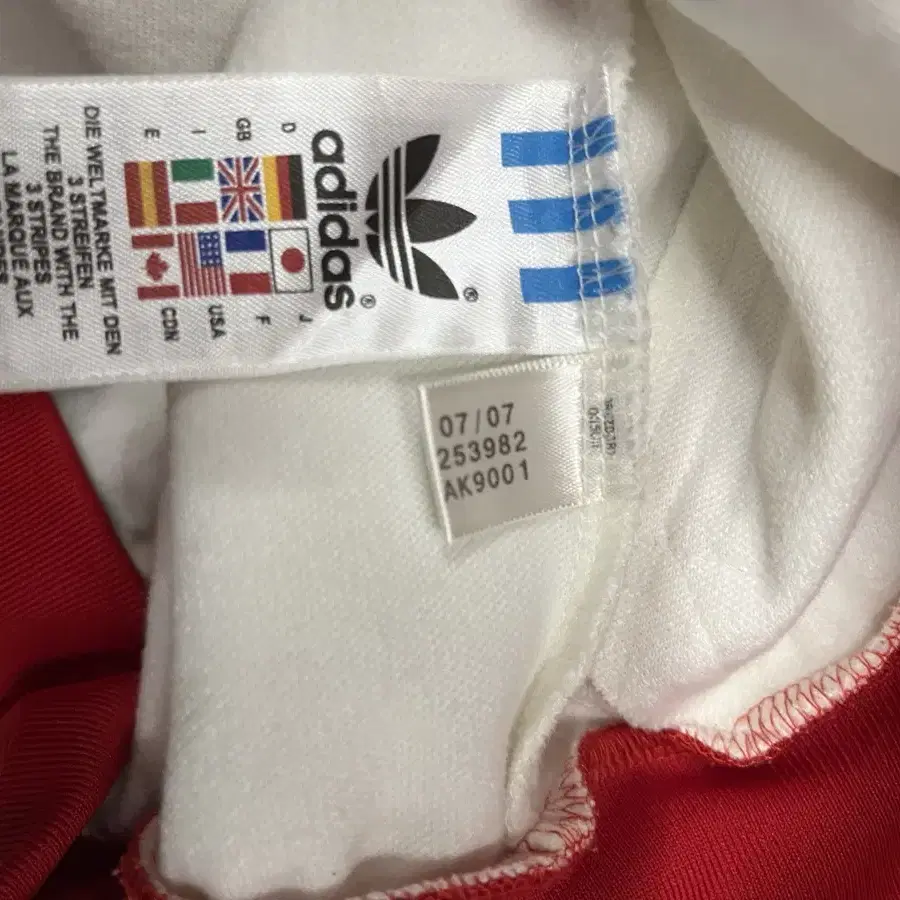 adidas®
®
D
GB
I
E
J
F
USA
CDN
DIE WELTMARKE MIT DEN
3 STREIFEN
THE BRAND WITH THE
3 STRIPES
LA MARQUE AUX
07/07
253982
AK9001